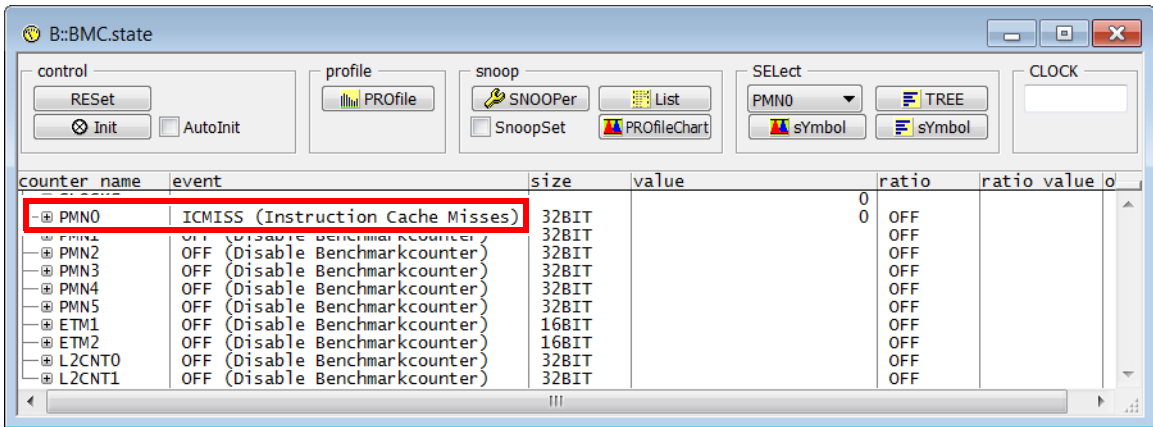 B::BMC.state
control profile snoop SELect CLOCK
RESet PROfile SNOOPer List PMN0 TREE
Init AutoInit SnoopSet PROfileChart sYmbol sYmbol
counter name event size value ratio ratio value o
0
PMN0 ICMISS (Instruction Cache Misses) 32BIT 0 OFF
PMN1 OFF (Disable Benchmarkcounter) 32BIT OFF
PMN2 OFF (Disable Benchmarkcounter) 32BIT OFF
PMN3 OFF (Disable Benchmarkcounter) 32BIT OFF
PMN4 OFF (Disable Benchmarkcounter) 32BIT OFF
PMN5 OFF (Disable Benchmarkcounter) 32BIT OFF
ETM1 OFF (Disable Benchmarkcounter) 16BIT OFF
ETM2 OFF (Disable Benchmarkcounter) 16BIT OFF
L2CNT0 OFF (Disable Benchmarkcounter) 32BIT OFF
L2CNT1 OFF (Disable Benchmarkcounter) 32BIT OFF